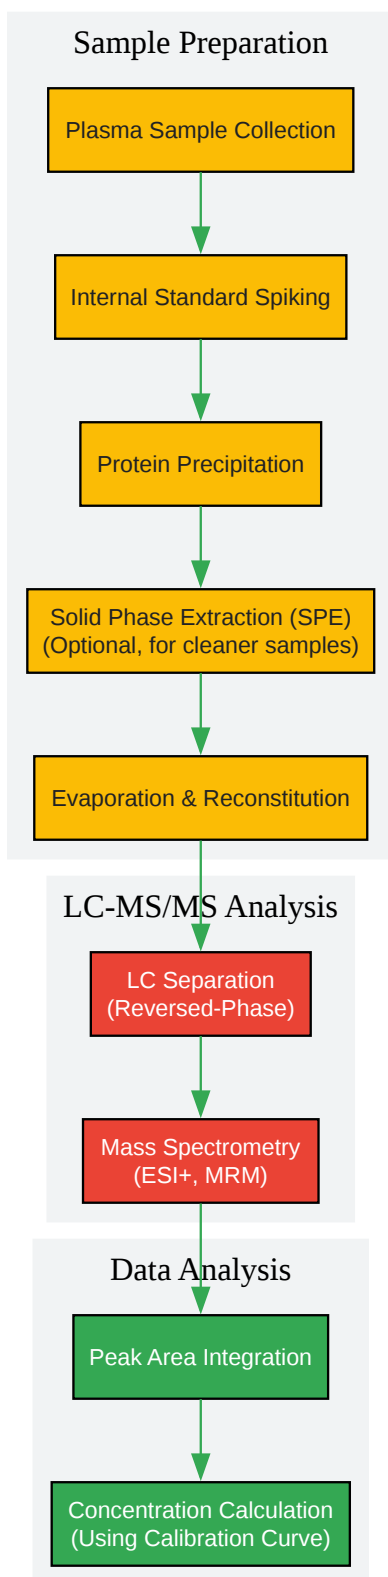 Sample Preparation
Plasma Sample Collection
Internal Standard Spiking
Protein Precipitation
Solid Phase Extraction (SPE)
(Optional, for cleaner samples)
Evaporation & Reconstitution
LC-MS/MS Analysis
LC Separation
(Reversed-Phase)
Mass Spectrometry
(ESI+, MRM)
Data Analysis
Peak Area Integration
Concentration Calculation
(Using Calibration Curve)